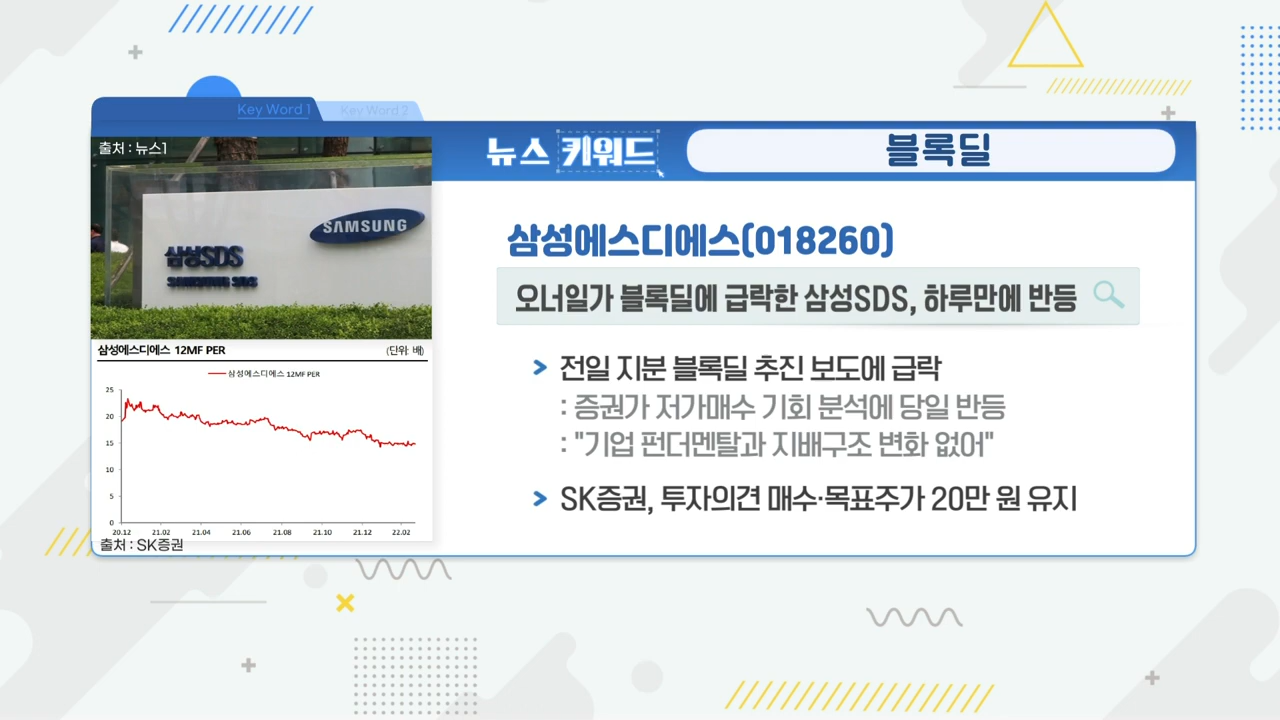 Key Word 1
Key Word 2
출처 : 뉴스1
뉴스 키워드
블록딜
SAMSUNG
삼성SDS
SAMSUNG SDS
삼성에스디에스(018260)
오너일가 블록딜에 급락한 삼성SDS, 하루만에 반등
전일 지분 블록딜 추진 보도에 급락
: 증권가 저가매수 기회 분석에 당일 반등
: "기업 펀더멘탈과 지배구조 변화 없어"
SK증권, 투자의견 매수·목표주가 20만 원 유지
삼성에스디에스 12MF PER
(단위: 배)
삼성에스디에스 12MF PER
25
20
15
10
5
0
20.12 21.02 21.04 21.06 21.08 21.10 21.12 22.02
출처 : SK증권